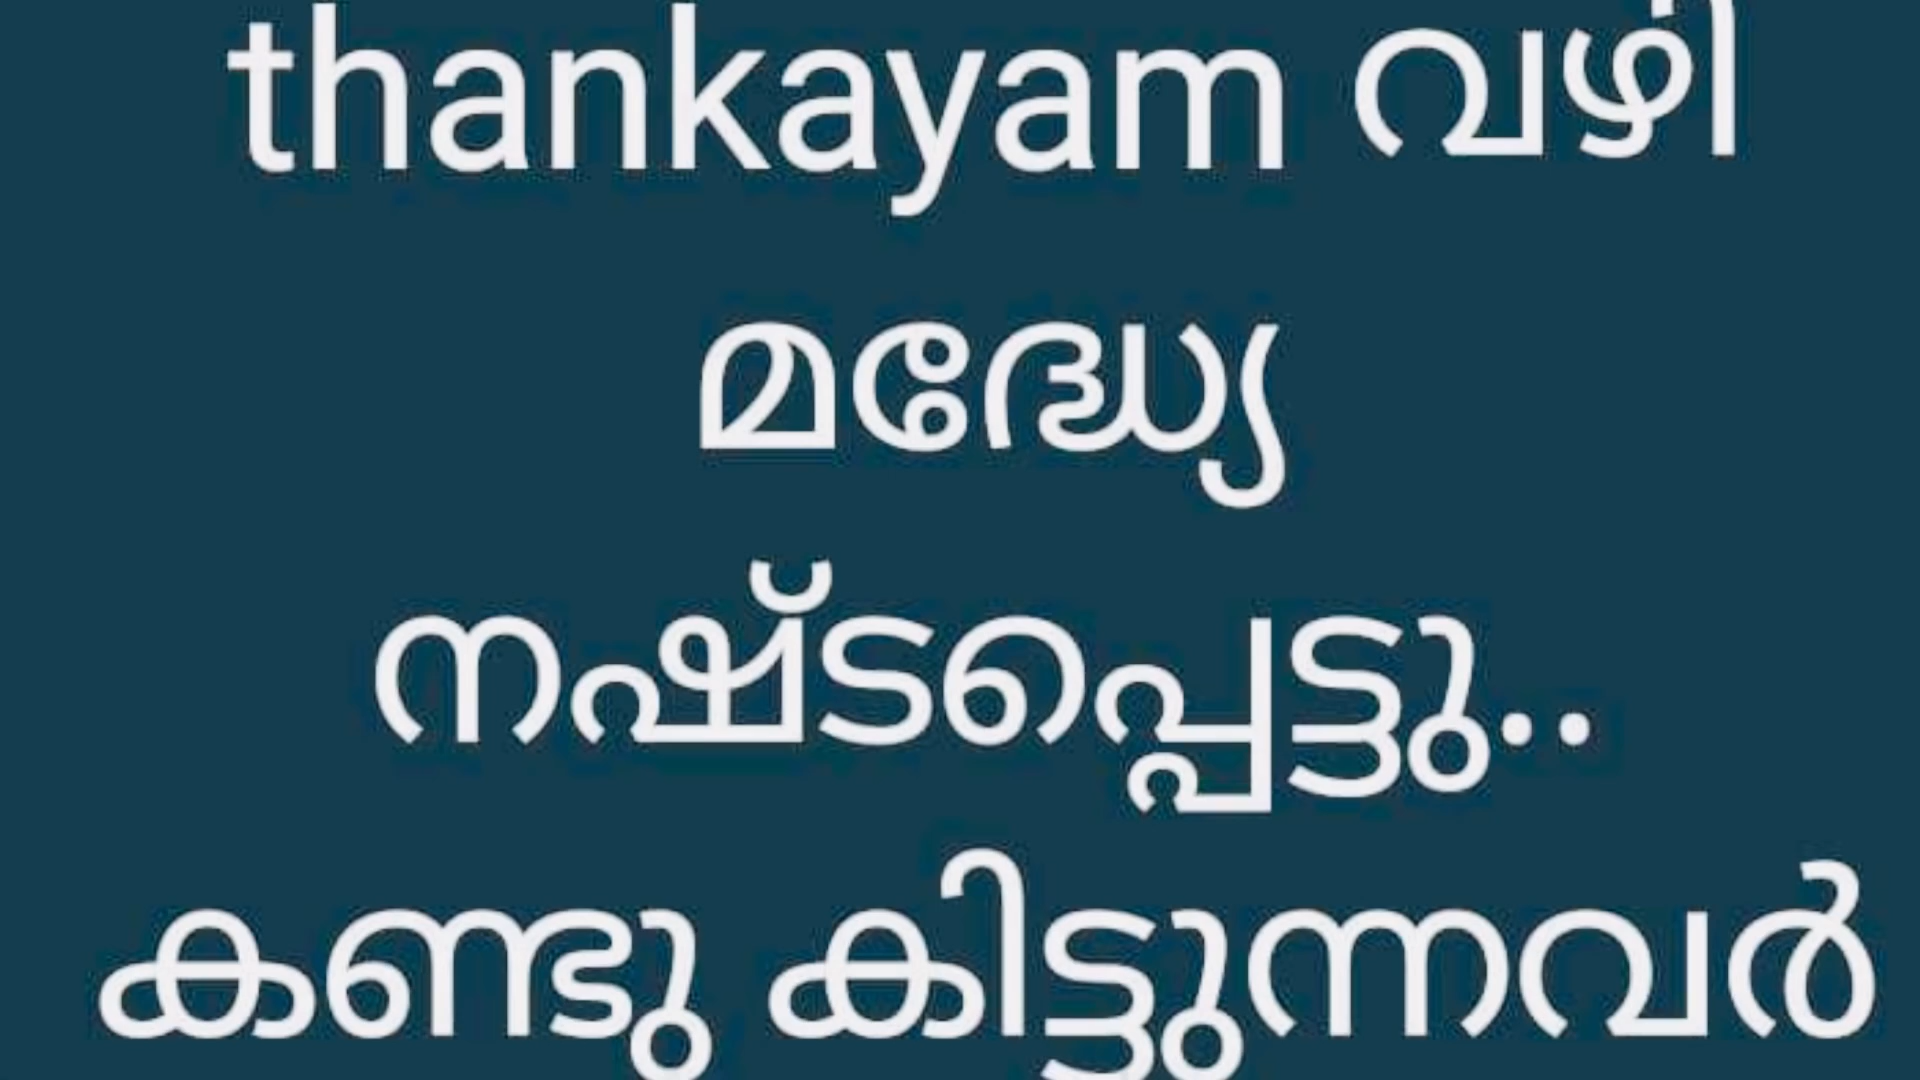 thankayam വഴി
മദ്ധ്യേ
നഷ്ടപ്പെട്ടു..
കണ്ടു കിട്ടുന്നവർ